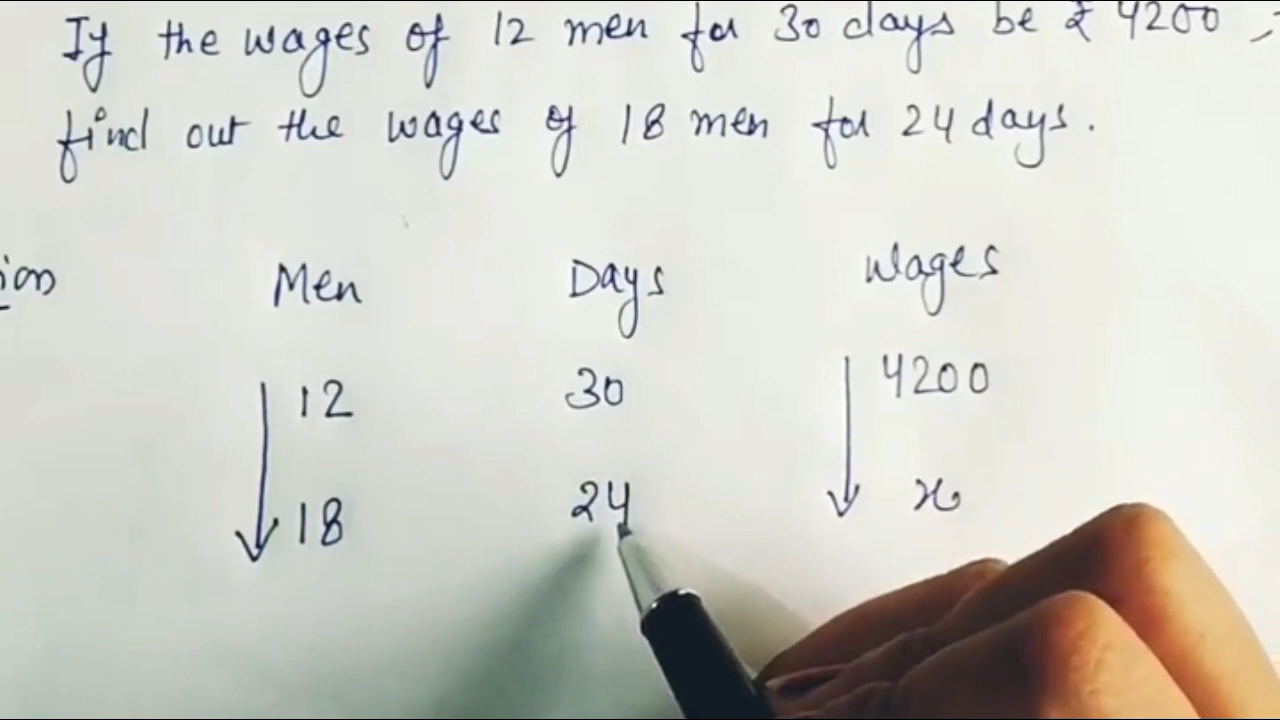 If the wages of 12 men for 30 days be ₹ 4200 ;
find out the wages of 18 men for 24 days.
Men Days Wages
12 30 4200
18 24 x